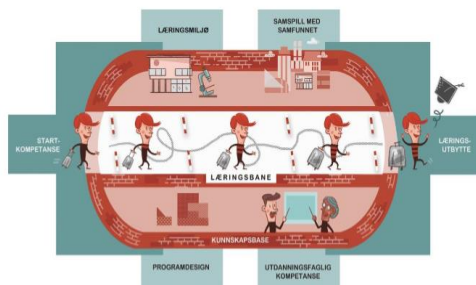 LÆRINGSMILJØ
SAMSPILL MED
SAMFUNNET
START-
KOMPETANSE
LÆRINGS-
UTBYTTE
LÆRINGSBANE
KUNNSKAPSBASE
PROGRAMDESIGN
UTDANNINGSFAGLIG
KOMPETANSE